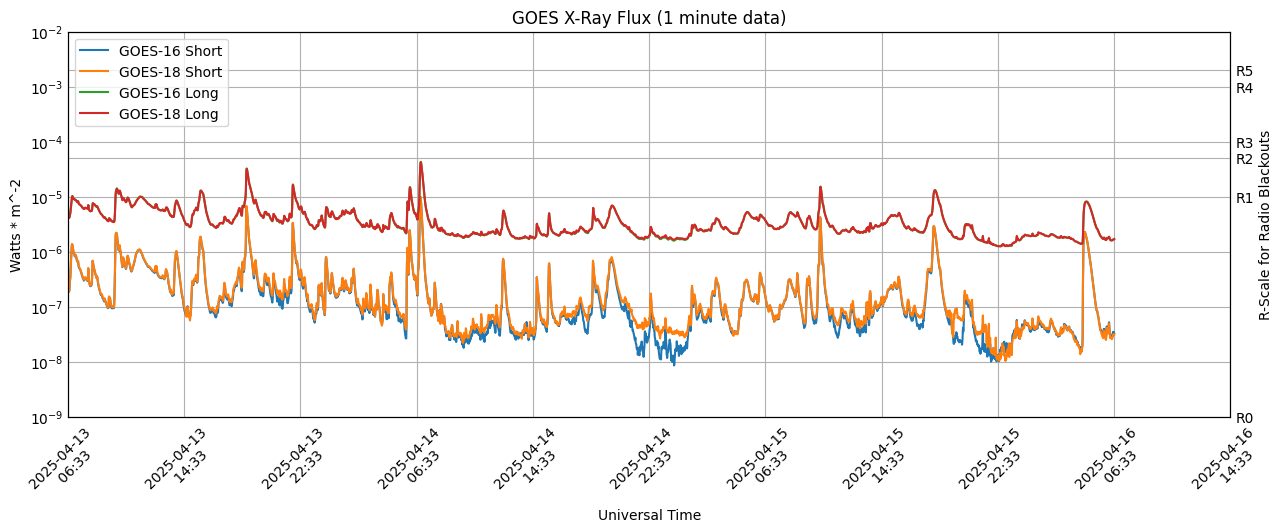 GOES X-Ray Flux (1 minute data)
GOES-16 Short
GOES-18 Short
GOES-16 Long
GOES-18 Long
10^-2
10^-3
10^-4
10^-5
10^-6
10^-7
10^-8
10^-9
Watts * m^-2
R5
R4
R3
R2
R1
R0
R-Scale for Radio Blackouts
2025-04-13
06:33
2025-04-13
14:33
2025-04-13
22:33
2025-04-14
06:33
2025-04-14
14:33
2025-04-14
22:33
2025-04-15
06:33
2025-04-15
14:33
2025-04-15
22:33
2025-04-16
06:33
2025-04-16
14:33
Universal Time